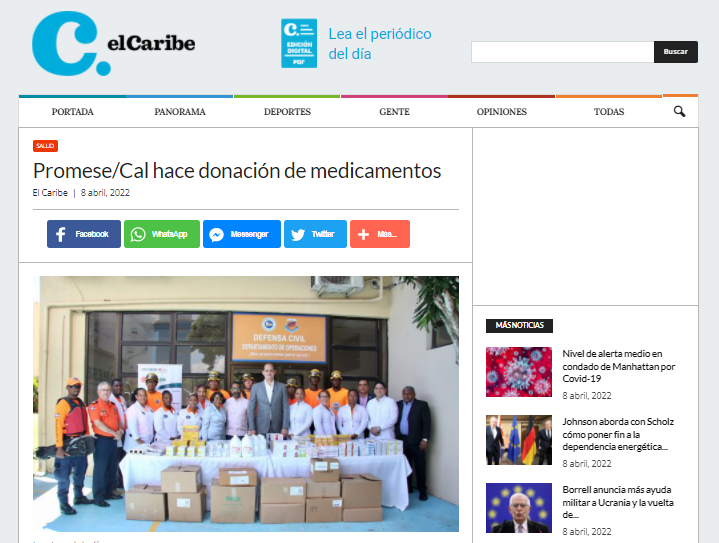 elCaribe
EDICIÓN
DIGITAL
PDF
Lea el periódico
del día
Buscar
PORTADA
PANORAMA
DEPORTES
GENTE
OPINIONES
TODAS
SALUD
Promese/Cal hace donación de medicamentos
El Caribe | 8 abril, 2022
Facebook
WhatsApp
Messenger
Twitter
Más...
DEFENSA CIVIL
DEPARTAMENTO DE OPERACIONES
MÁS NOTICIAS
Nivel de alerta medio en
condado de Manhattan por
Covid-19
8 abril, 2022
Johnson aborda con Scholz
cómo poner fin a la
dependencia energética...
8 abril, 2022
Borrell anuncia más ayuda
militar a Ucrania y la vuelta
de...
8 abril, 2022